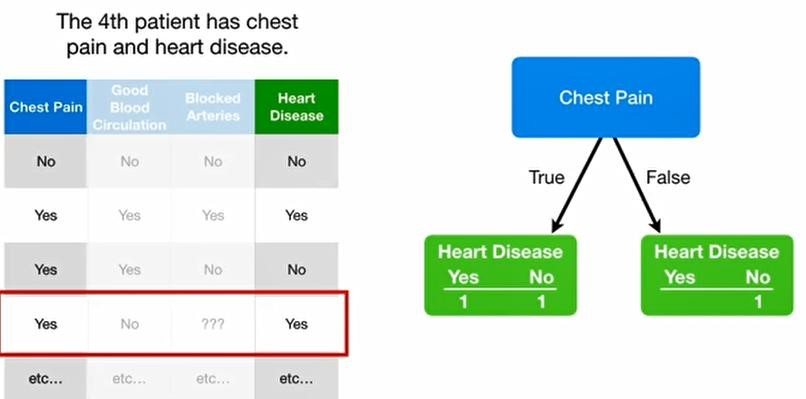 The 4th patient has chest
pain and heart disease.
Chest Pain
Good
Blood
Circulation
Blocked
Arteries
Heart
Disease
No No No No
Yes Yes Yes Yes
Yes Yes No No
Yes No ??? Yes
etc... etc... etc... etc...
Chest Pain
True
False
Heart Disease
Yes No
1 1
Heart Disease
Yes No
1